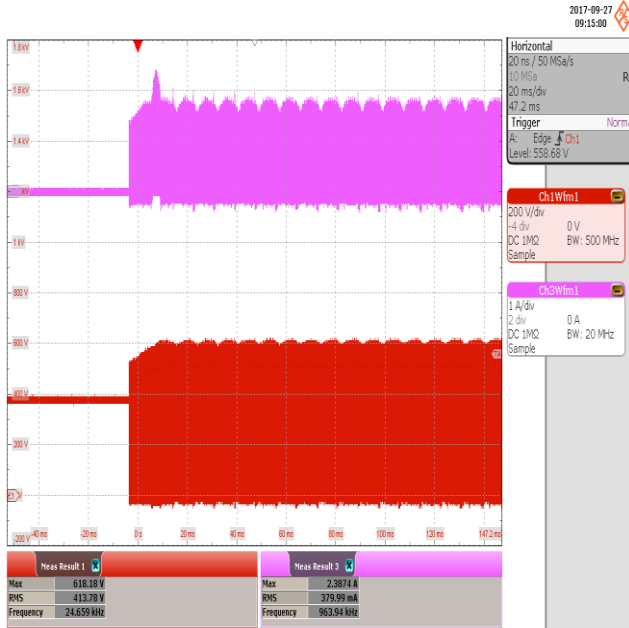 2017-09-27
09:15:00
Horizontal
20 ns / 50 MSa/s
10 MSa R
20 ms/div
47.2 ms
Trigger Norma
A: Edge Ch1
Level: 558.68 V
Ch1Wfm1
200 V/div
-4 div 0 V
DC 1MΩ BW: 500 MHz
Sample
Ch3Wfm1
1 A/div
2 div 0 A
DC 1MΩ BW: 20 MHz
Sample
1.8 kV
1.6 kV
1.4 kV
kV
1 kV
800 V
600 V
TA
400 V
200 V
C1
-200 V
-40 ms -20 ms 0 s 20 ms 40 ms 60 ms 80 ms 100 ms 120 ms 147.2 ms
Meas Result 1 X Meas Result 3 X
Max 618.18 V Max 2.3874 A
RMS 413.78 V RMS 379.99 mA
Frequency 24.659 kHz Frequency 963.94 kHz